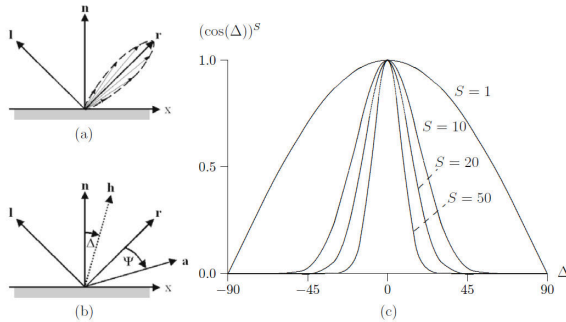 n
l
r
x
(a)
n
h
l
r
Δ
Ψ
a
x
(b)
(cos(Δ))^S
1.0
S = 1
S = 10
0.5
S = 20
S = 50
0.0
Δ
−90
−45
0
45
90
(c)